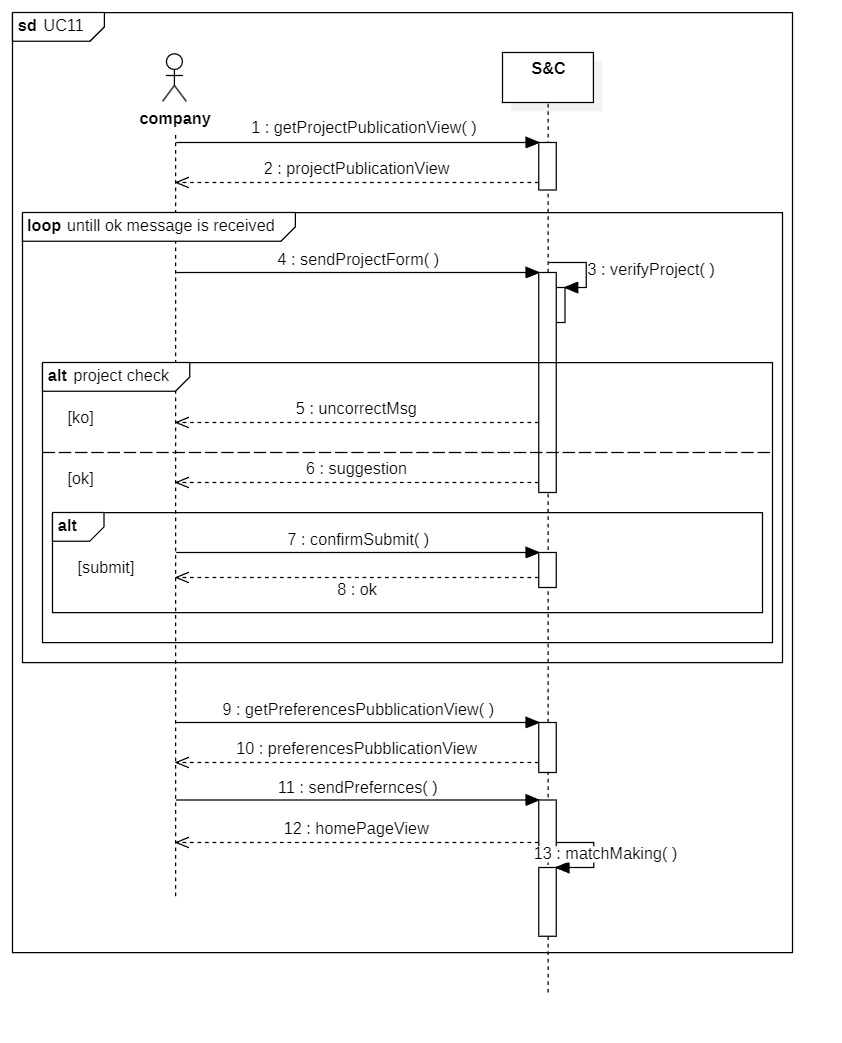 sd UC11
company
S&C
1 : getProjectPublicationView( )
2 : projectPublicationView
loop untill ok message is received
4 : sendProjectForm( )
3 : verifyProject( )
alt project check
[ko]
5 : uncorrectMsg
[ok]
6 : suggestion
alt
7 : confirmSubmit( )
[submit]
8 : ok
9 : getPreferencesPubblicationView( )
10 : preferencesPubblicationView
11 : sendPrefernces( )
12 : homePageView
13 : matchMaking( )